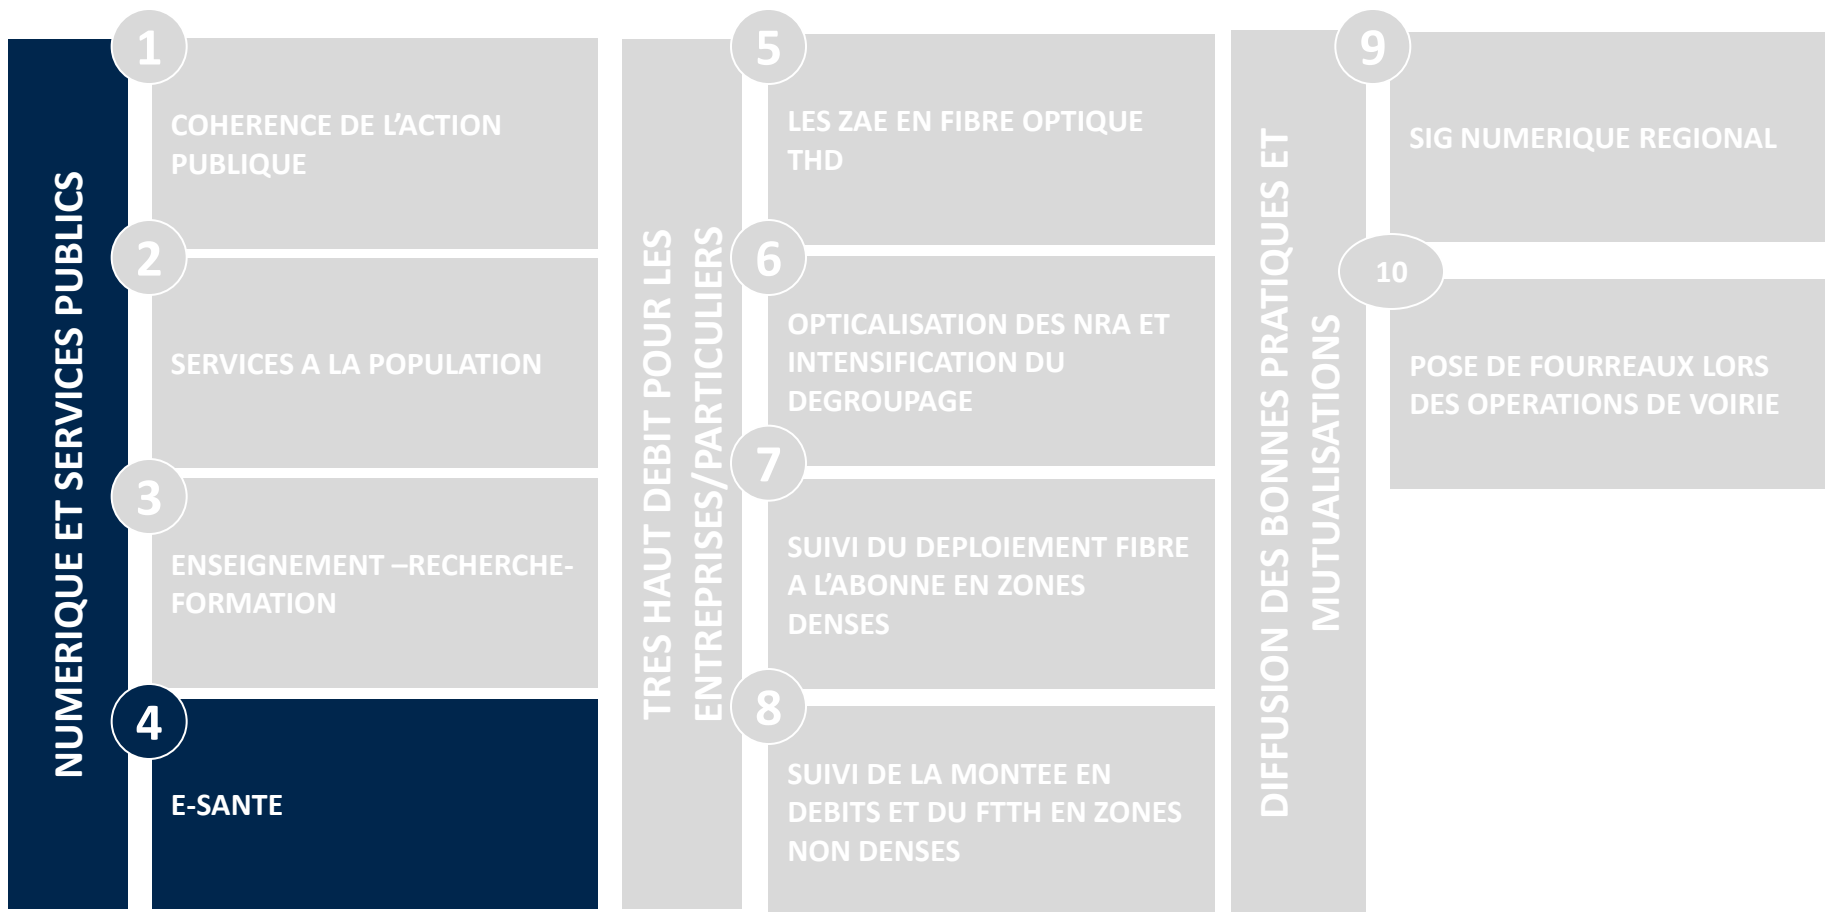 NUMERIQUE ET SERVICES PUBLICS
1
COHERENCE DE L’ACTION
PUBLIQUE
2
SERVICES A LA POPULATION
3
ENSEIGNEMENT –RECHERCHE-
FORMATION
4
E-SANTE
TRES HAUT DEBIT POUR LES
ENTREPRISES/PARTICULIERS
5
LES ZAE EN FIBRE OPTIQUE
THD
6
OPTICALISATION DES NRA ET
INTENSIFICATION DU
DEGROUPAGE
7
SUIVI DU DEPLOIEMENT FIBRE
A L’ABONNE EN ZONES
DENSES
8
SUIVI DE LA MONTEE EN
DEBITS ET DU FTTH EN ZONES
NON DENSES
DIFFUSION DES BONNES PRATIQUES ET
MUTUALISATIONS
9
SIG NUMERIQUE REGIONAL
10
POSE DE FOURREAUX LORS
DES OPERATIONS DE VOIRIE